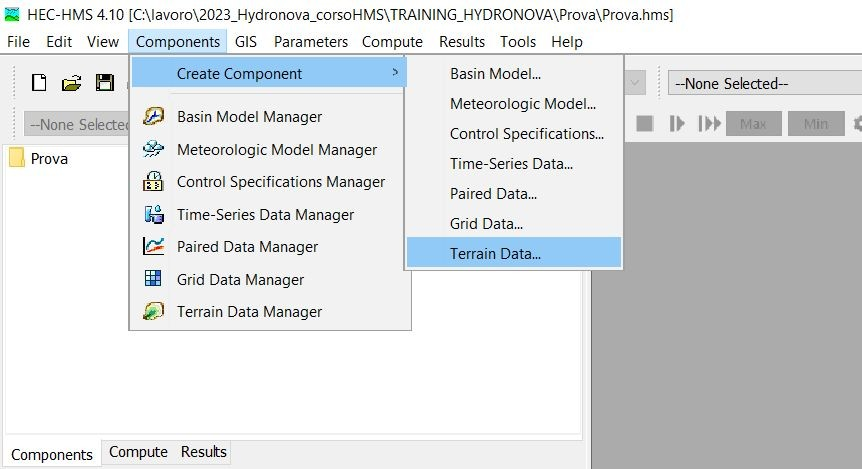 HEC-HMS 4.10 [C:\lavoro\2023_Hydronova_corsoHMS\TRAINING_HYDRONOVA\Prova\Prova.hms]
File Edit View Components GIS Parameters Compute Results Tools Help
Create Component >
Basin Model Manager
Meteorologic Model Manager
Control Specifications Manager
Time-Series Data Manager
Paired Data Manager
Grid Data Manager
Terrain Data Manager
Basin Model...
Meteorologic Model...
Control Specifications...
Time-Series Data...
Paired Data...
Grid Data...
Terrain Data...
--None Selected--
--None Selected
Max Min
Prova
Components Compute Results